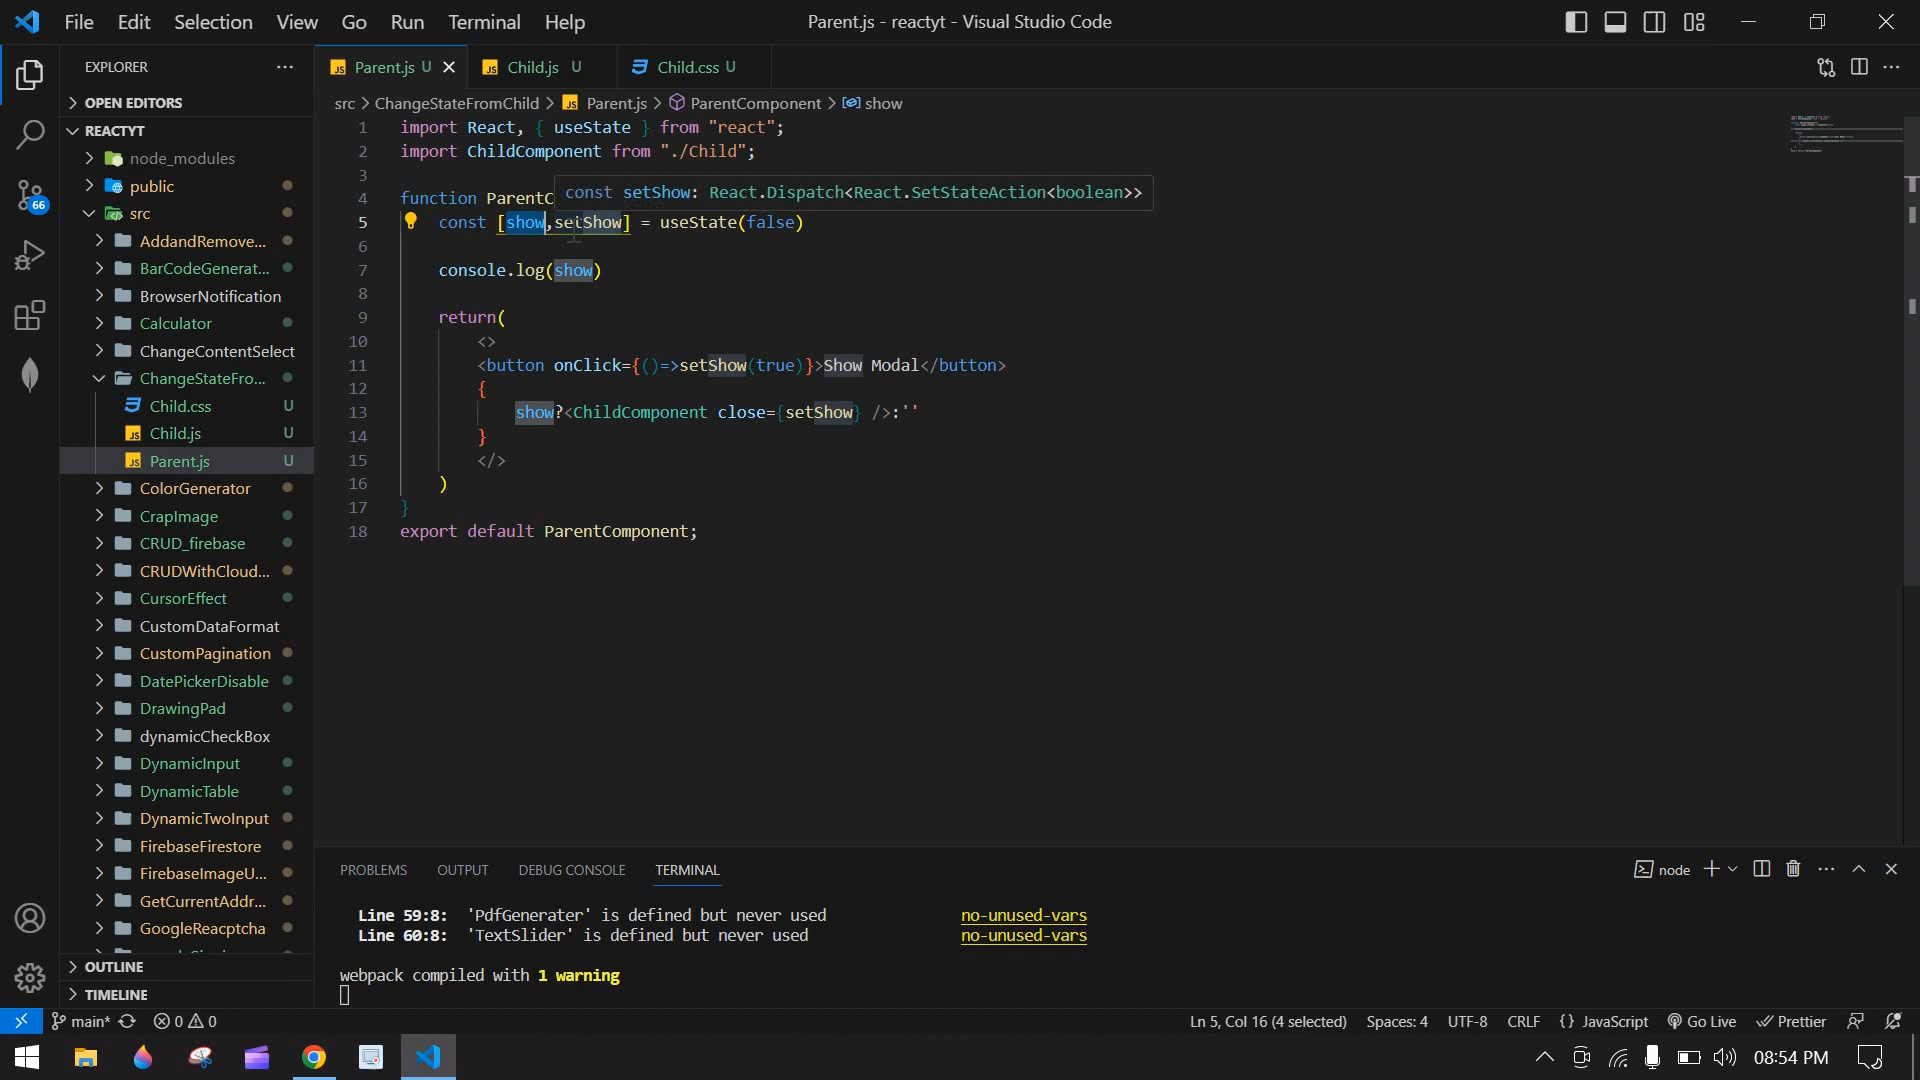 File Edit Selection View Go Run Terminal Help Parent.js - reactyt - Visual Studio Code
EXPLORER
Parent.js U
Child.js U
Child.css U
OPEN EDITORS
src > ChangeStateFromChild > Parent.js > ParentComponent > show
REACTYT
node_modules
public
src
AddandRemove...
BarCodeGenerat...
BrowserNotification
Calculator
ChangeContentSelect
ChangeStateFro...
Child.css U
Child.js U
Parent.js U
ColorGenerator
CrapImage
CRUD_firebase
CRUDWithCloud...
CursorEffect
CustomDataFormat
CustomPagination
DatePickerDisable
DrawingPad
dynamicCheckBox
DynamicInput
DynamicTable
DynamicTwoInput
FirebaseFirestore
FirebaseImageU...
GetCurrentAddr...
GoogleReacptcha
OUTLINE
TIMELINE
66
1 import React, { useState } from "react";
2 import ChildComponent from "./Child";
3
4 function ParentC
const setShow: React.Dispatch<React.SetStateAction<boolean>>
5 const [show,setShow] = useState(false)
6
7 console.log(show)
8
9 return(
10 <>
11 <button onClick={()=>setShow(true)}>Show Modal</button>
12 {
13 show?<ChildComponent close={setShow} />:''
14 }
15 </>
16 )
17 }
18 export default ParentComponent;
PROBLEMS OUTPUT DEBUG CONSOLE TERMINAL
node
Line 59:8: 'PdfGenerater' is defined but never used no-unused-vars
Line 60:8: 'TextSlider' is defined but never used no-unused-vars
webpack compiled with 1 warning
main* 0 0 Ln 5, Col 16 (4 selected) Spaces: 4 UTF-8 CRLF {} JavaScript Go Live Prettier
08:54 PM